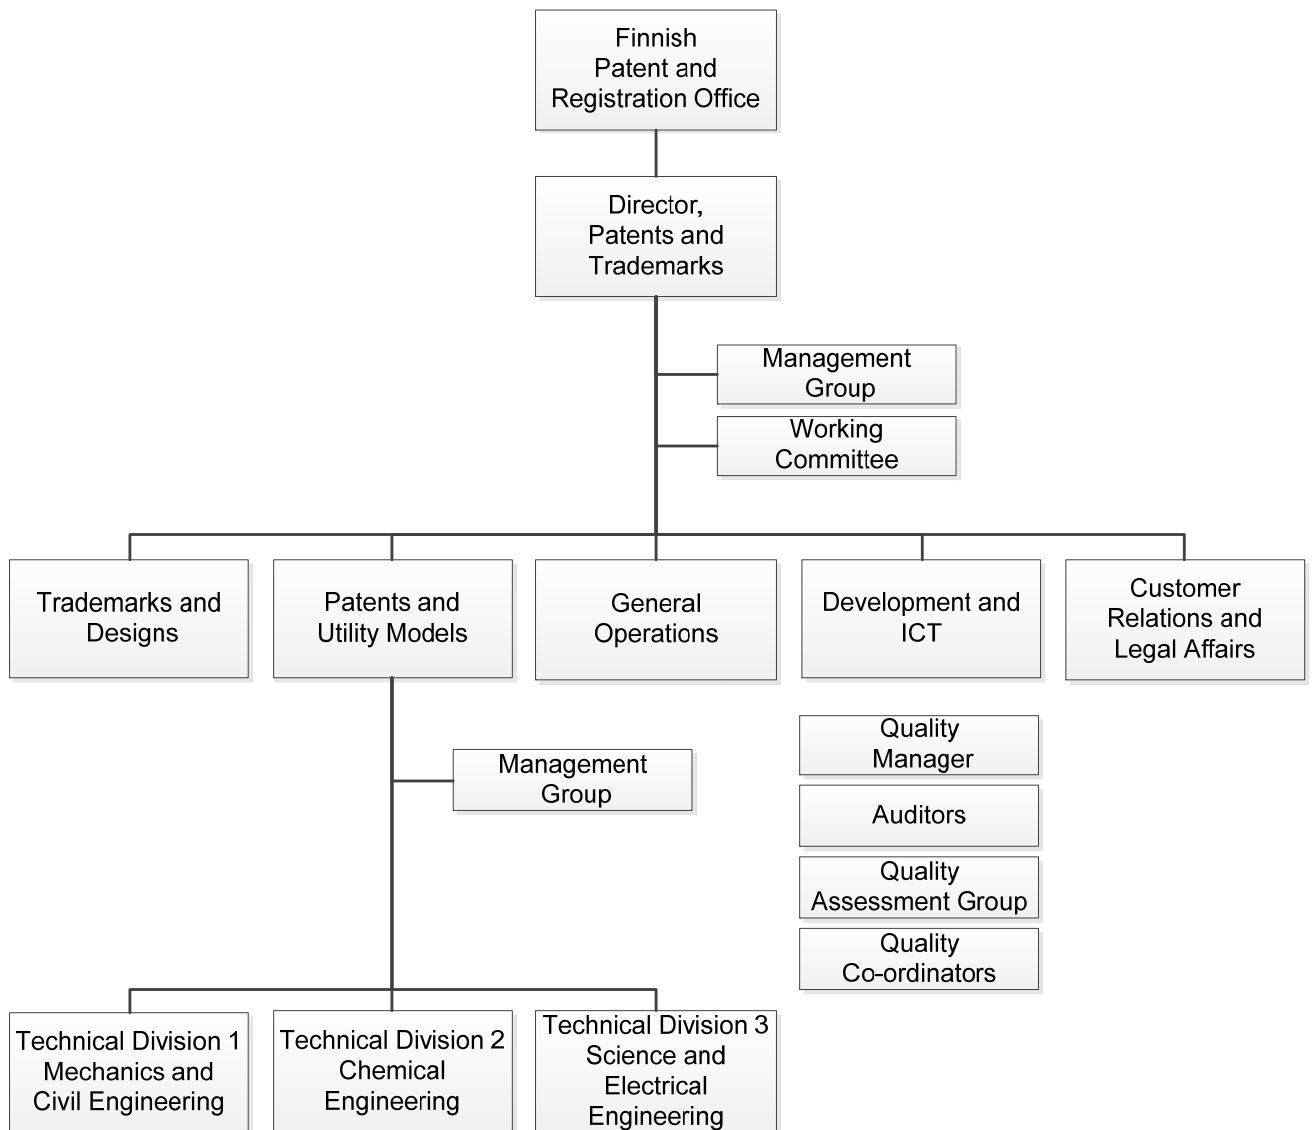 Finnish
Patent and
Registration Office
Director,
Patents and
Trademarks
Management
Group
Working
Committee
Trademarks and
Designs
Patents and
Utility Models
General
Operations
Development and
ICT
Customer
Relations and
Legal Affairs
Quality
Manager
Management
Group
Auditors
Quality
Assessment Group
Quality
Co-ordinators
Technical Division 1
Mechanics and
Civil Engineering
Technical Division 2
Chemical
Engineering
Technical Division 3
Science and
Electrical
Engineering